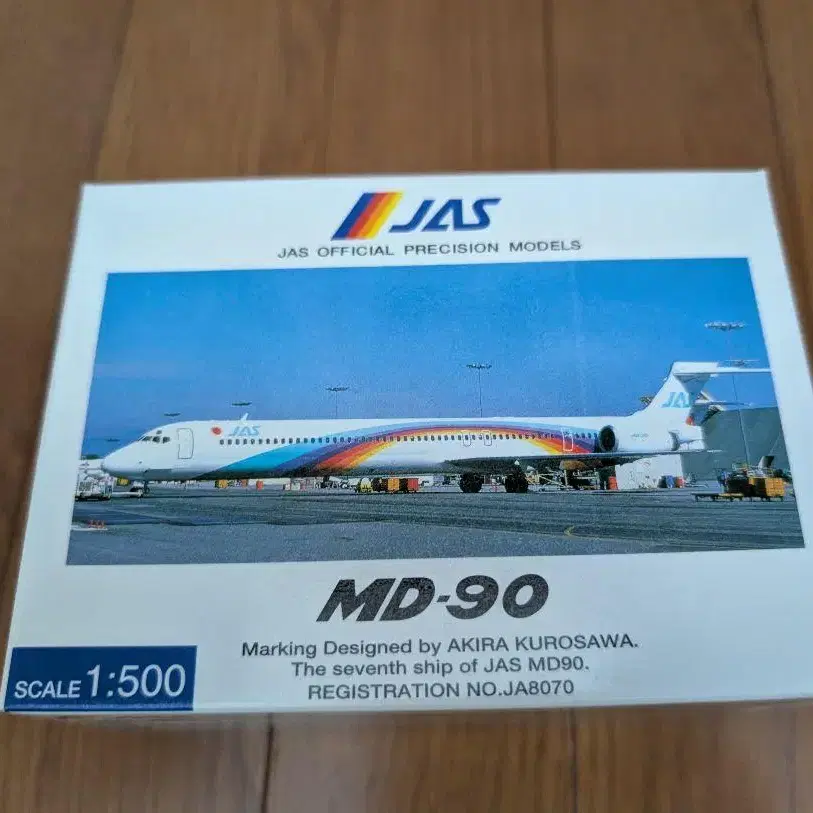 JAS
JAS OFFICIAL PRECISION MODELS
JAS
JAS
MD-90
Marking Designed by AKIRA KUROSAWA.
The seventh ship of JAS MD90.
REGISTRATION NO.JA8070
SCALE 1:500